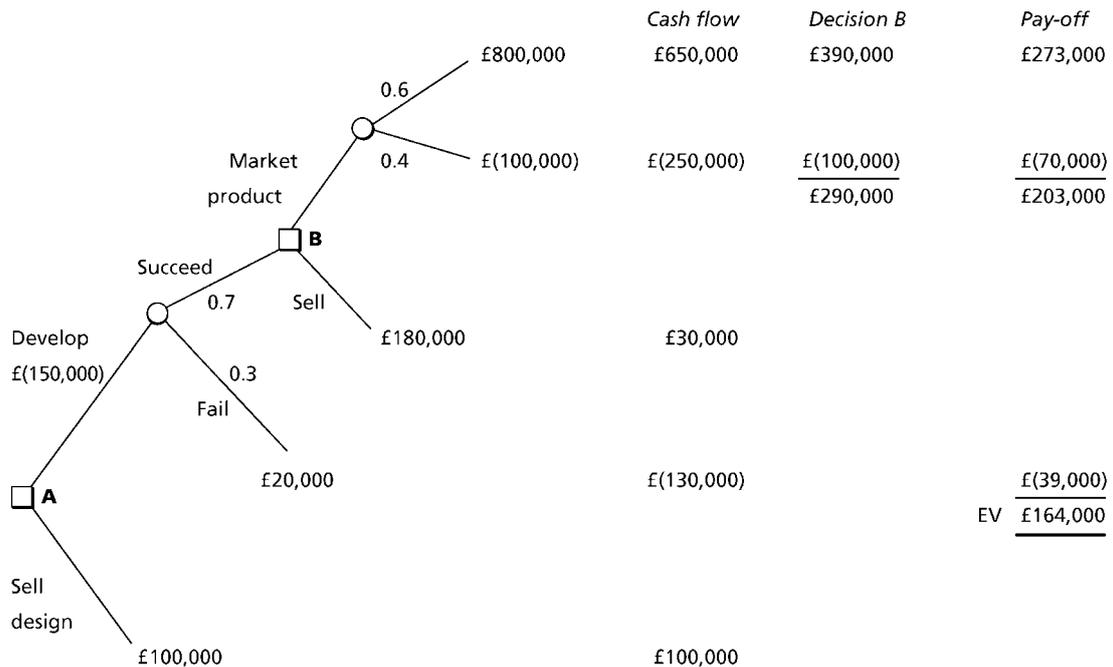 Cash flow Decision B Pay-off
£800,000 £650,000 £390,000 £273,000
0.6
Market 0.4 £(100,000) £(250,000) £(100,000) £(70,000)
product £290,000 £203,000
B
Succeed
0.7 Sell
Develop £180,000 £30,000
£(150,000) 0.3
Fail
£20,000 £(130,000) £(39,000)
A
EV £164,000
Sell
design
£100,000 £100,000